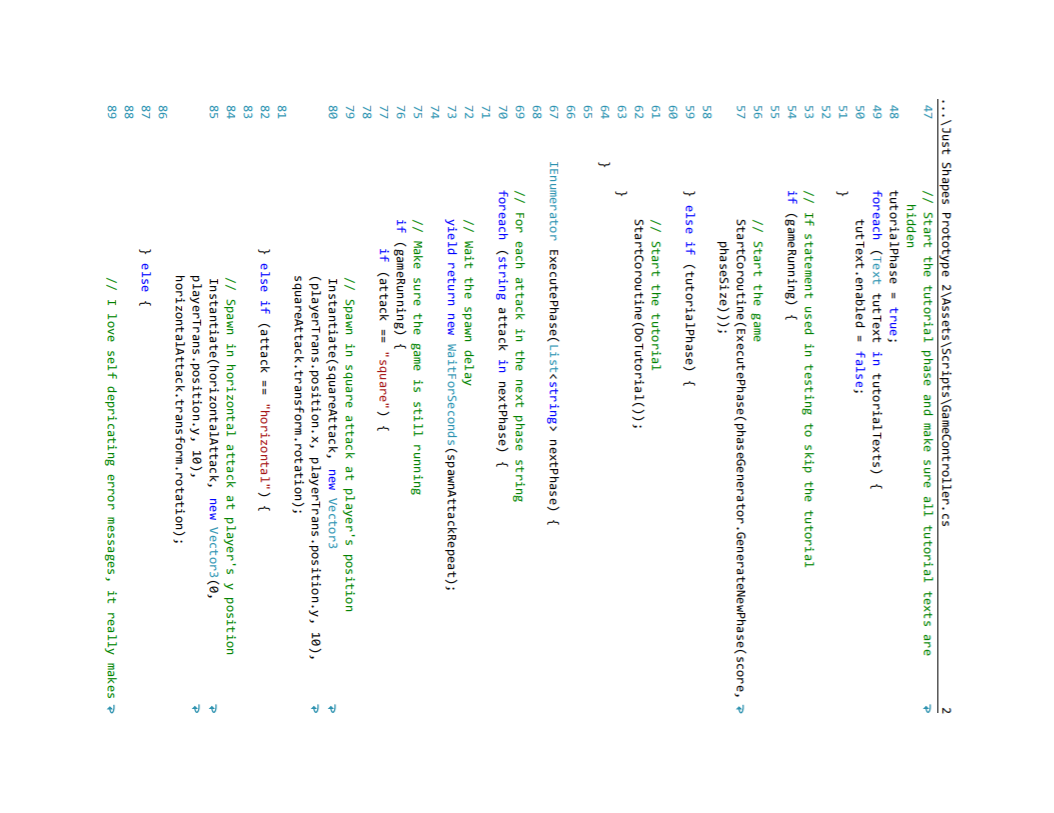 ...\Just Shapes Prototype 2\Assets\Scripts\GameController.cs 2
47 // Start the tutorial phase and make sure all tutorial texts are
hidden
48 tutorialPhase = true;
49 foreach (Text tutText in tutorialTexts) {
50 tutText.enabled = false;
51 }
52
53 // If statement used in testing to skip the tutorial
54 if (gameRunning) {
55
56 // Start the game
57 StartCoroutine(ExecutePhase(phaseGenerator.GenerateNewPhase(score,
phaseSize)));
58
59 } else if (tutorialPhase) {
60
61 // Start the tutorial
62 StartCoroutine(DoTutorial());
63 }
64 }
65
66
67 IEnumerator ExecutePhase(List<string> nextPhase) {
68
69 // For each attack in the next phase string
70 foreach (string attack in nextPhase) {
71
72 // Wait the spawn delay
73 yield return new WaitForSeconds(spawnAttackRepeat);
74
75 // Make sure the game is still running
76 if (gameRunning) {
77 if (attack == "square") {
78
79 // Spawn in square attack at player's position
80 Instantiate(squareAttack, new Vector3
(playerTrans.position.x, playerTrans.position.y, 10),
squareAttack.transform.rotation);
81
82 } else if (attack == "horizontal") {
83
84 // Spawn in horizontal attack at player's y position
85 Instantiate(horizontalAttack, new Vector3(0,
playerTrans.position.y, 10),
horizontalAttack.transform.rotation);
86
87 } else {
88
89 // I love self depricating error messages, it really makes